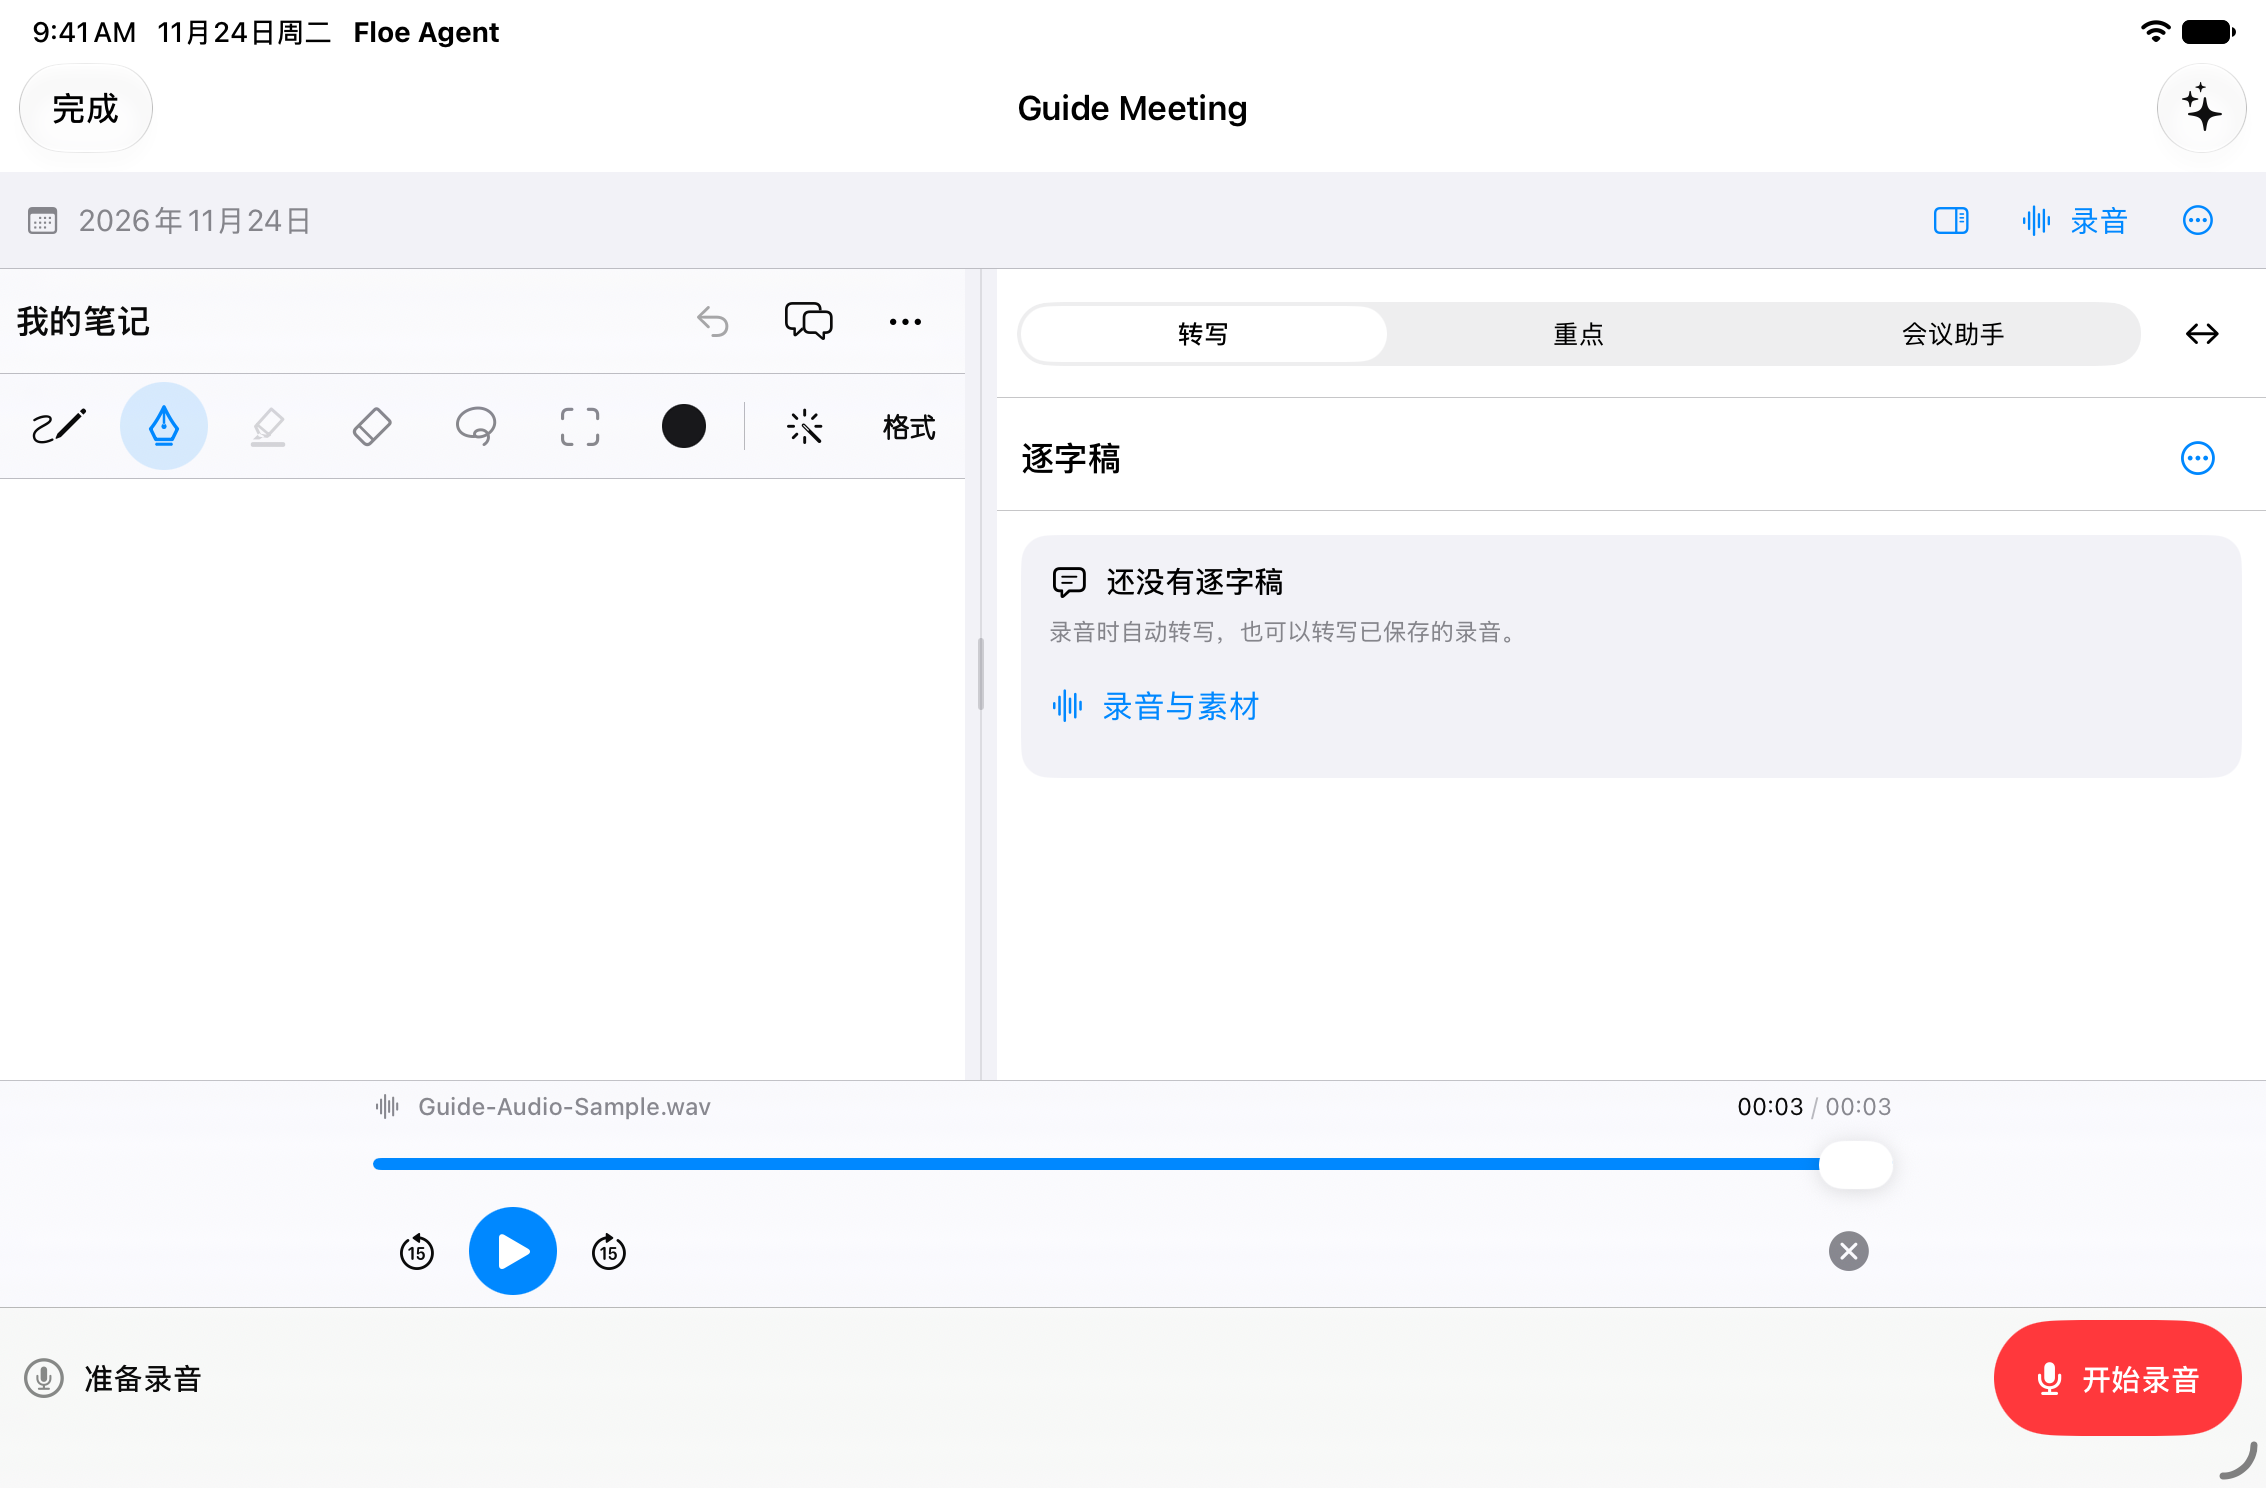 9:41 AM 11月24日周二 Floe Agent
完成
Guide Meeting
2026年11月24日
录音
我的笔记
转写
重点
会议助手
格式
逐字稿
还没有逐字稿
录音时自动转写，也可以转写已保存的录音。
录音与素材
Guide-Audio-Sample.wav
00:03 / 00:03
15
15
准备录音
开始录音